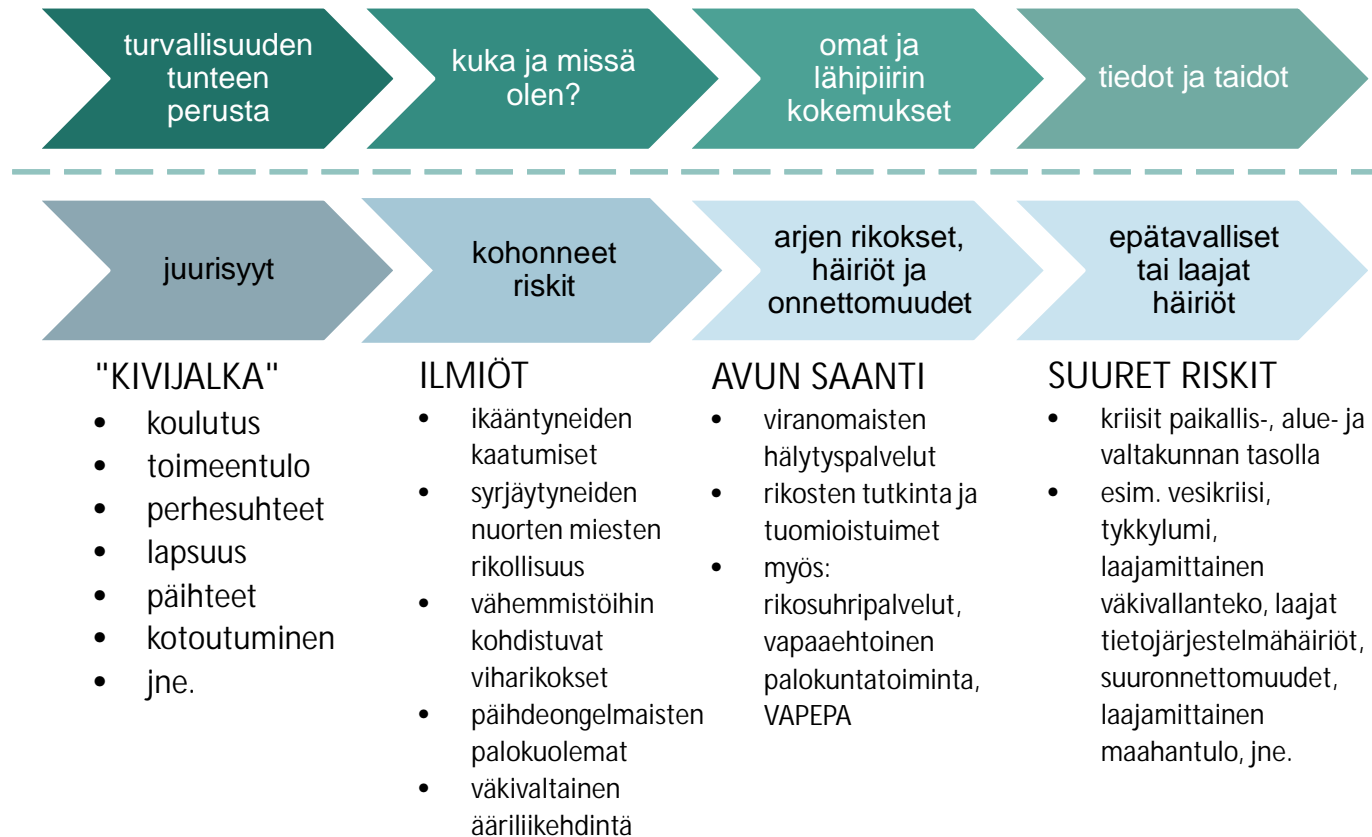 turvallisuuden
tunteen
perusta
kuka ja missä
olen?
omat ja
lähipiirin
kokemukset
tiedot ja taidot
juurisyyt
kohonneet
riskit
arjen rikokset,
häiriöt ja
onnettomuudet
epätavalliset
tai laajat
häiriöt
"KIVIJALKA"
• koulutus
• toimeentulo
• perhesuhteet
• lapsuus
• päihteet
• kotoutuminen
• jne.
ILMIÖT
• ikääntyneiden
kaatumiset
• syrjäytyneiden
nuorten miesten
rikollisuus
• vähemmistöihin
kohdistuvat
viharikokset
• päihdeongelmaisten
palokuolemat
• väkivaltainen
ääriliikehdintä
AVUN SAANTI
• viranomaisten
hälytyspalvelut
• rikosten tutkinta ja
tuomioistuimet
• myös:
rikosuhripalvelut,
vapaaehtoinen
palokuntatoiminta,
VAPEPA
SUURET RISKIT
• kriisit paikallis-, alue- ja
valtakunnan tasolla
• esim. vesikriisi,
tykkylumi,
laajamittainen
väkivallanteko, laajat
tietojärjestelmähäiriöt,
suuronnettomuudet,
laajamittainen
maahantulo, jne.